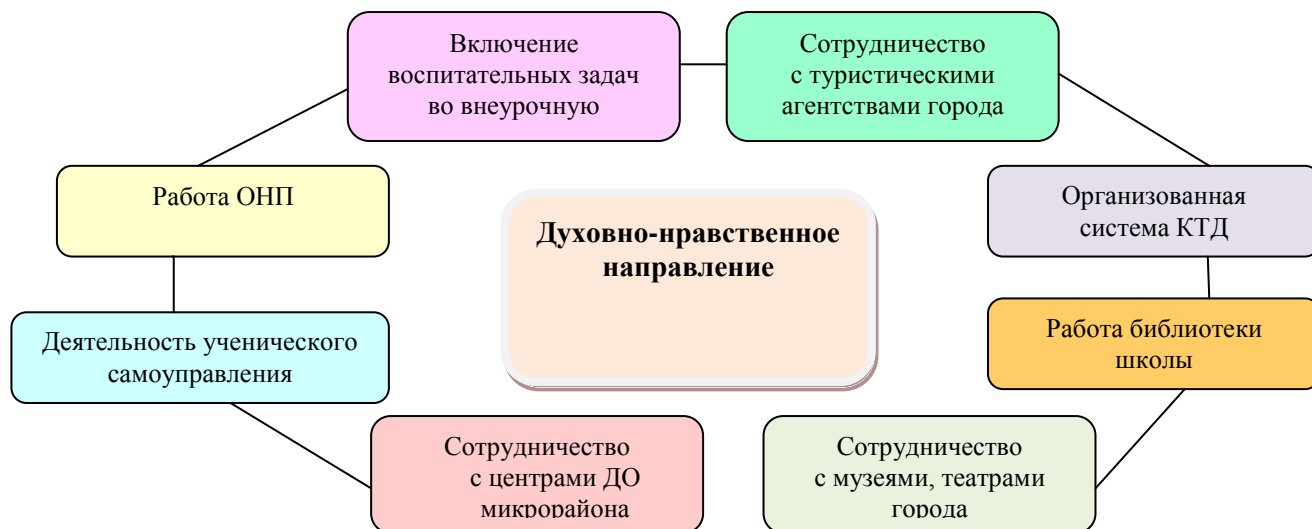 Включение
воспитательных задач
во внеурочную
Сотрудничество
с туристическими
агентствами города
Работа ОНП
Духовно-нравственное
направление
Организованная
система КТД
Деятельность ученического
самоуправления
Работа библиотеки
школы
Сотрудничество
с центрами ДО
микрорайона
Сотрудничество
с музеями, театрами
города